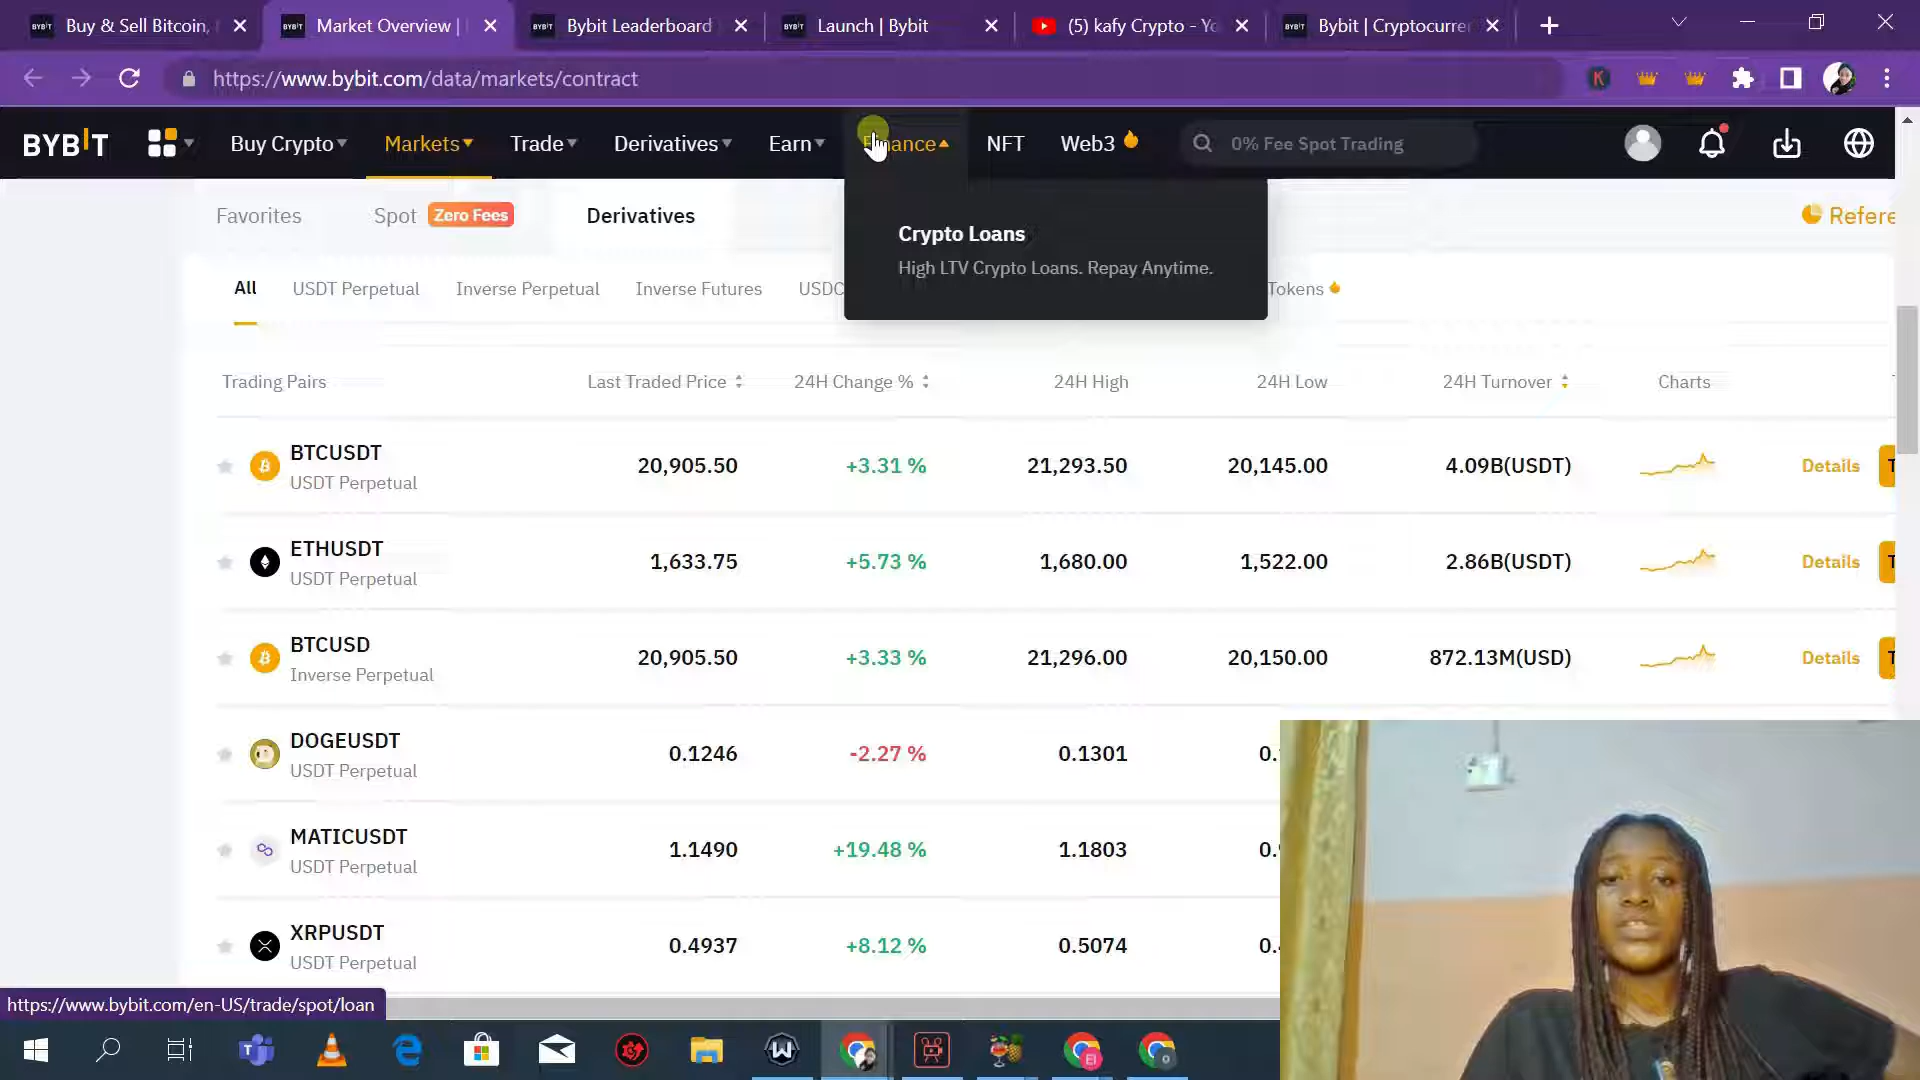 Buy & Sell Bitcoin,
Market Overview |
Bybit Leaderboard
Launch | Bybit
(5) kafy Crypto - Yo
Bybit | Cryptocurre
https://www.bybit.com/data/markets/contract
BYBIT
Buy Crypto
Markets
Trade
Derivatives
Earn
Finance
NFT
Web3
0% Fee Spot Trading
Favorites
Spot
Zero Fees
Derivatives
Refere
Crypto Loans
High LTV Crypto Loans. Repay Anytime.
All
USDT Perpetual
Inverse Perpetual
Inverse Futures
USDC
Tokens
Trading Pairs
Last Traded Price
24H Change %
24H High
24H Low
24H Turnover
Charts
BTCUSDT
USDT Perpetual
20,905.50
+3.31 %
21,293.50
20,145.00
4.09B(USDT)
Details
ETHUSDT
USDT Perpetual
1,633.75
+5.73 %
1,680.00
1,522.00
2.86B(USDT)
Details
BTCUSD
Inverse Perpetual
20,905.50
+3.33 %
21,296.00
20,150.00
872.13M(USD)
Details
DOGEUSDT
USDT Perpetual
0.1246
-2.27 %
0.1301
0.
MATICUSDT
USDT Perpetual
1.1490
+19.48 %
1.1803
0.
XRPUSDT
USDT Perpetual
0.4937
+8.12 %
0.5074
0.
https://www.bybit.com/en-US/trade/spot/loan